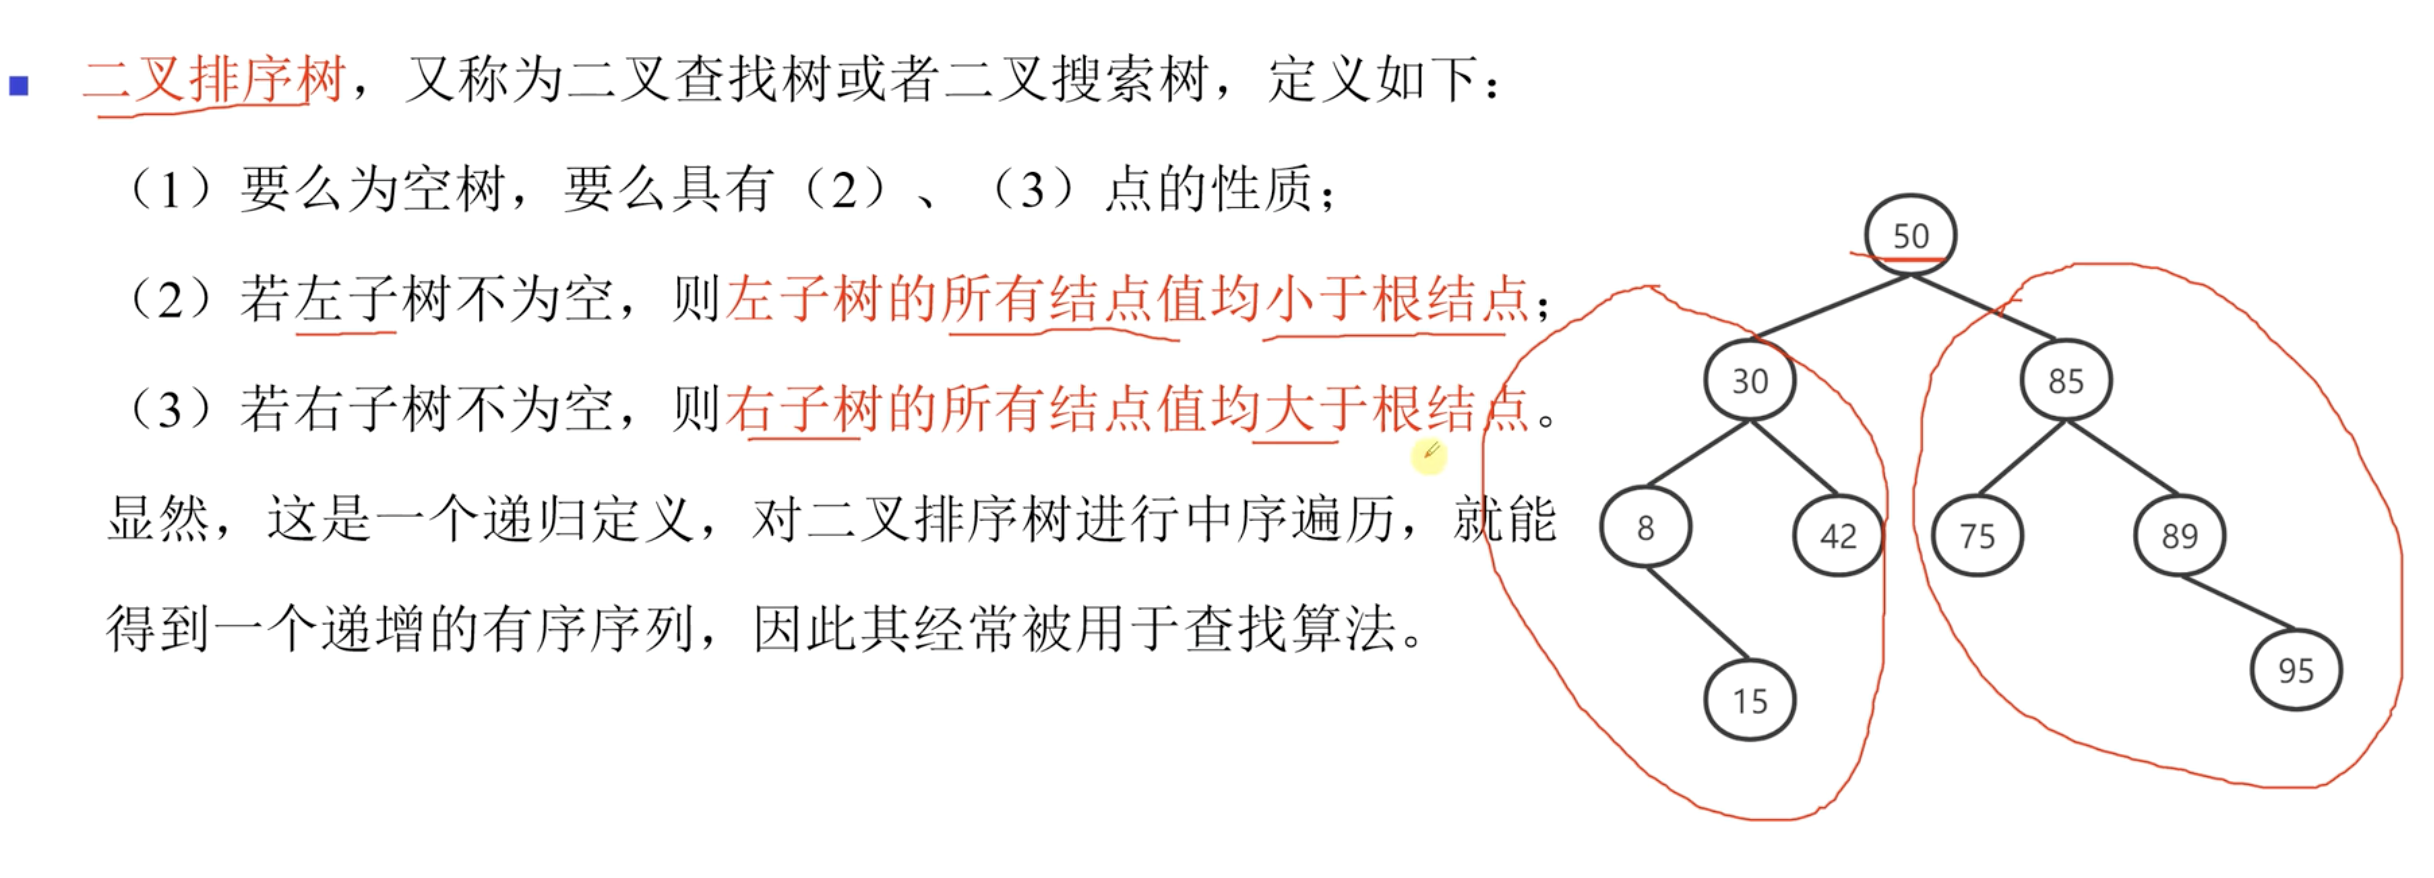 二叉排序树，又称为二叉查找树或者二叉搜索树，定义如下：
（1）要么为空树，要么具有（2）、（3）点的性质；
（2）若左子树不为空，则左子树的所有结点值均小于根结点；
（3）若右子树不为空，则右子树的所有结点值均大于根结点。
显然，这是一个递归定义，对二叉排序树进行中序遍历，就能
得到一个递增的有序序列，因此其经常被用于查找算法。
50
30
85
8
42
75
89
15
95